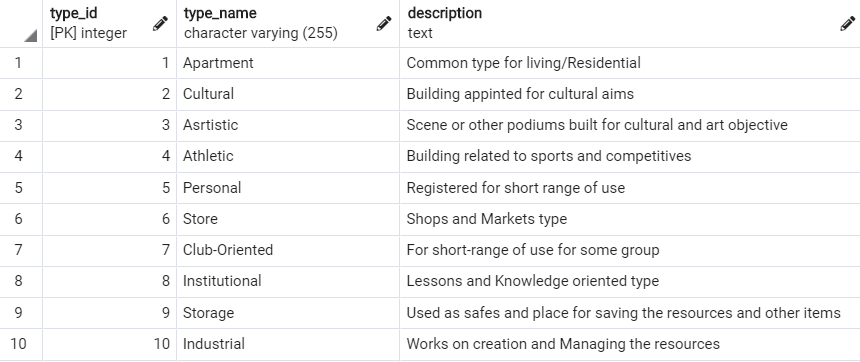 type_id type_name description
[PK] integer character varying (255) text
1 1 Apartment Common type for living/Residential
2 2 Cultural Building appinted for cultural aims
3 3 Asrtistic Scene or other podiums built for cultural and art objective
4 4 Athletic Building related to sports and competitives
5 5 Personal Registered for short range of use
6 6 Store Shops and Markets type
7 7 Club-Oriented For short-range of use for some group
8 8 Institutional Lessons and Knowledge oriented type
9 9 Storage Used as safes and place for saving the resources and other items
10 10 Industrial Works on creation and Managing the resources